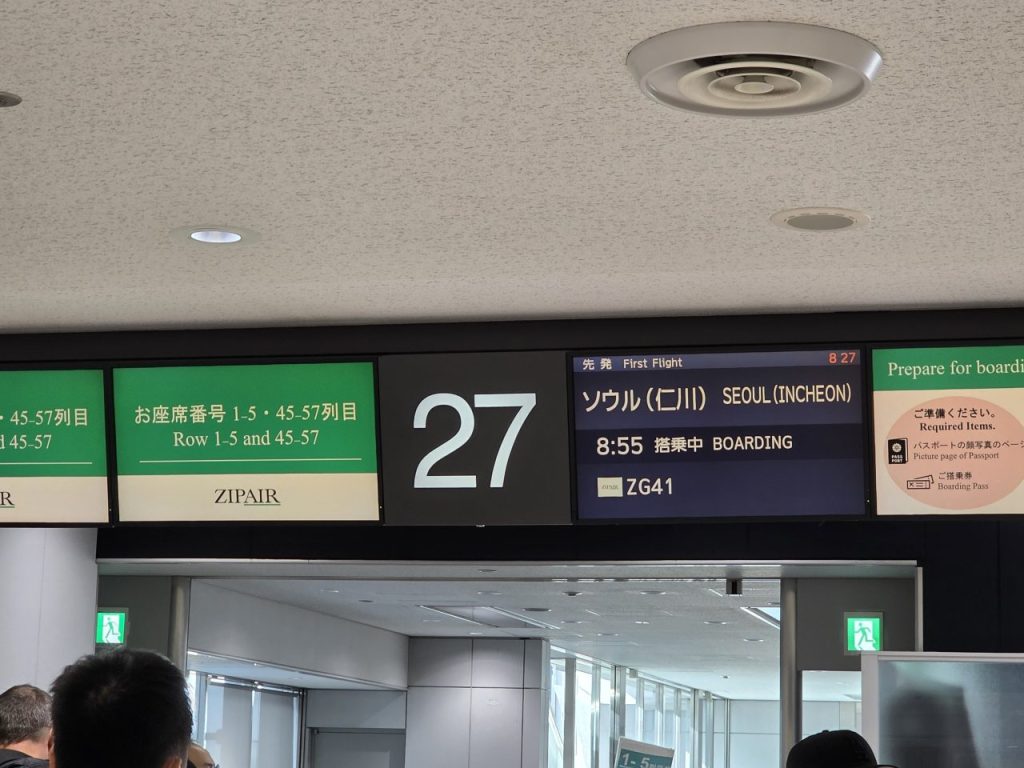 ・45-57列目
d 45-57
R
お座席番号 1-5・45-57列目
Row 1-5 and 45-57
ZIPAIR
27
先発 First Flight
8 27
ソウル(仁川) SEOUL(INCHEON)
8:55 搭乗中 BOARDING
ZG41
Prepare for boardi
ご準備ください。
Required Items.
PASS
PORT
パスポートの顔写真のペー
Picture page of Passport
ご搭乗券
Boarding Pass
1-5